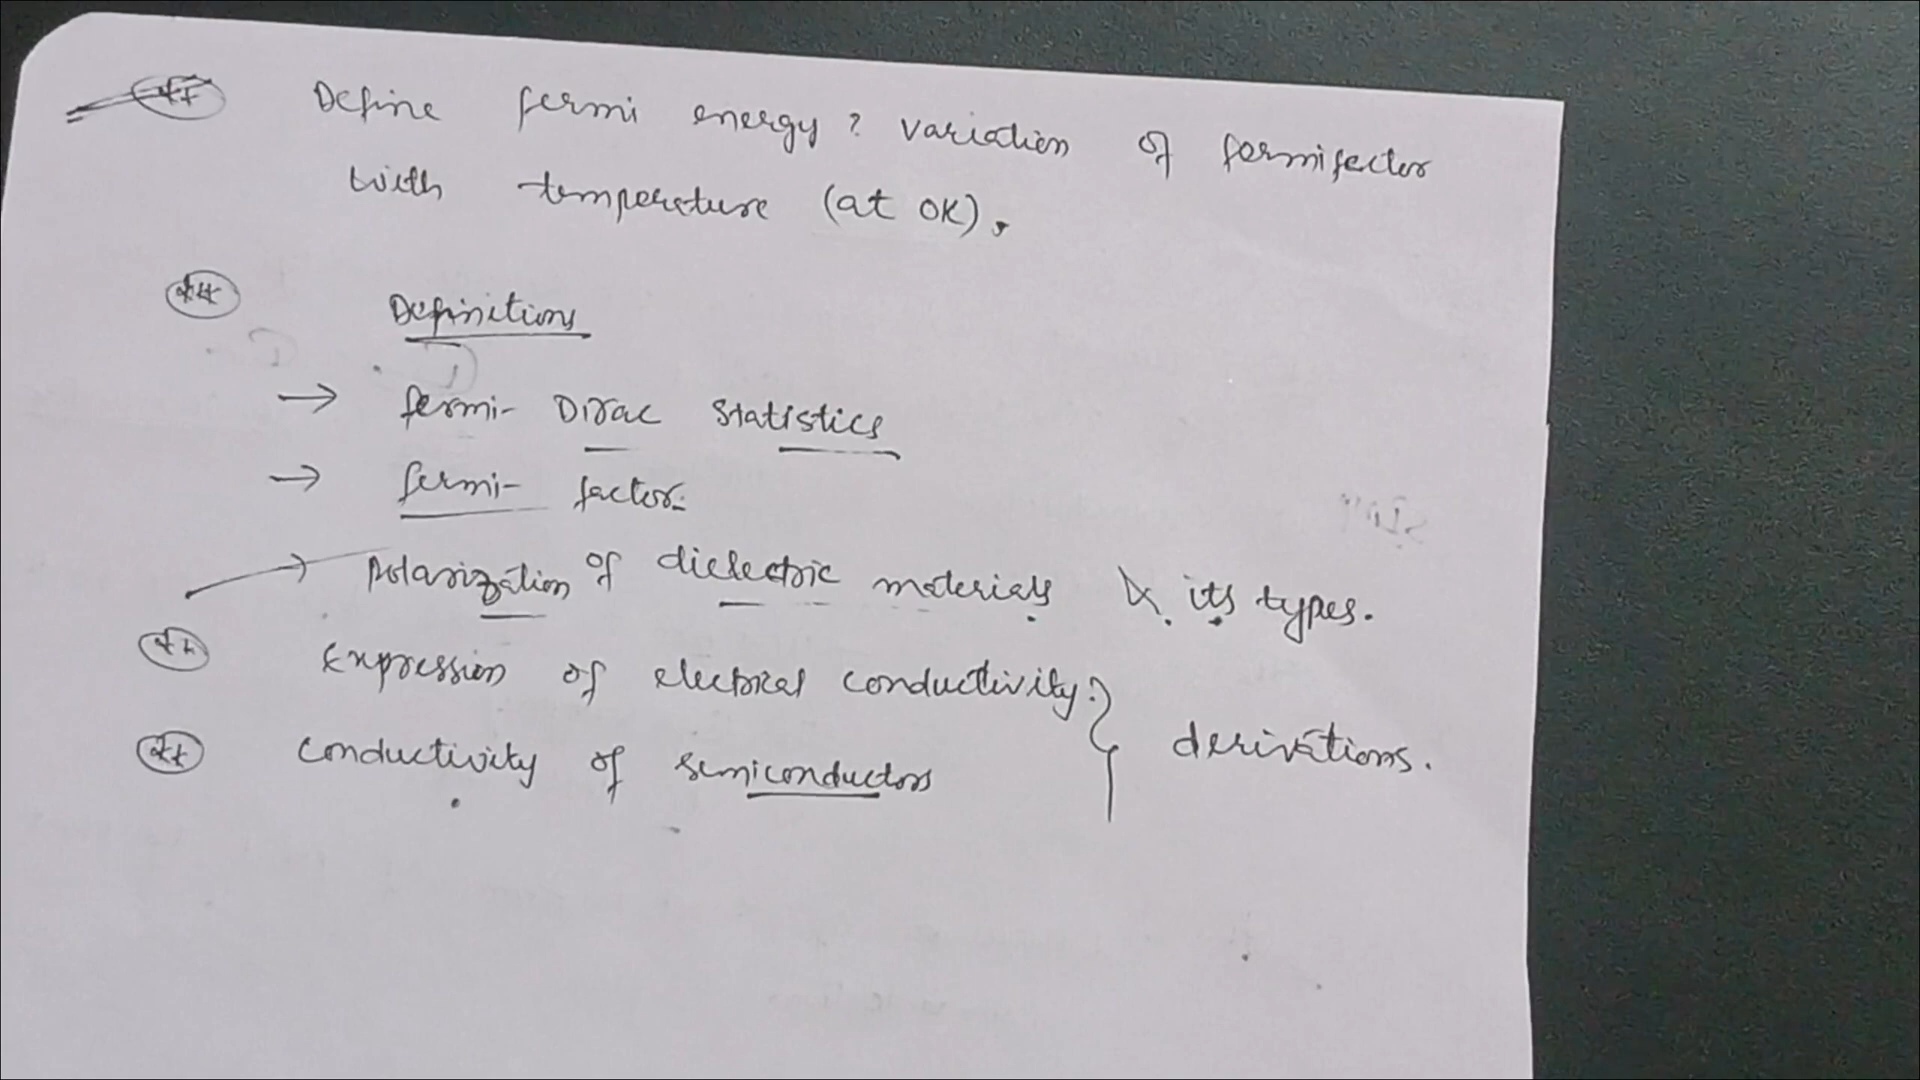 ** Define fermi energy? variation of fermifactor
with temperature (at 0K).
** Definitions
→ fermi- Dirac statistics
→ fermi- factor.
→ polarization of dielectric materials & its types.
** Expression of electrical conductivity.
derivations.
** conductivity of semiconductors